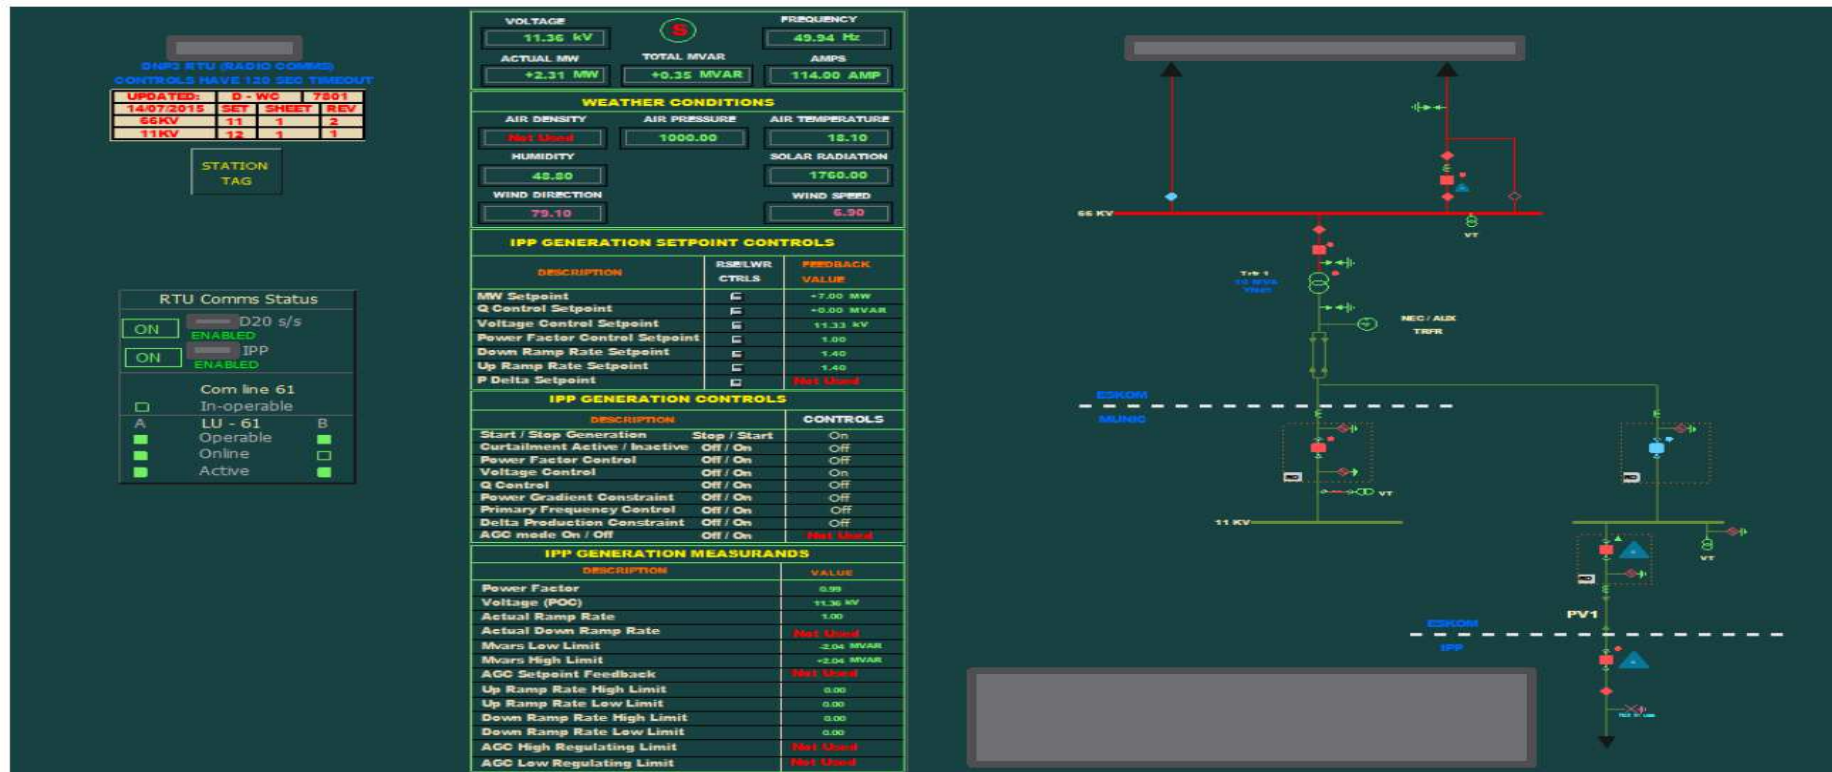 DNP3 RTU (RADIO COMMS)
CONTROLS HAVE 120 SEC TIMEOUT
UPDATED: D - WC 7801
14/07/2015 SET SHEET REV
66KV 11 1 2
11KV 12 1 1
STATION
TAG
RTU Comms Status
ON D20 s/s
ENABLED
ON IPP
ENABLED
Com line 61
In-operable
A LU - 61 B
Operable
Online
Active
VOLTAGE S FREQUENCY
11.36 kV 49.94 Hz
ACTUAL MW TOTAL MVAR AMPS
+2.31 MW +0.35 MVAR 114.00 AMP
WEATHER CONDITIONS
AIR DENSITY AIR PRESSURE AIR TEMPERATURE
Not Used 1000.00 18.10
HUMIDITY SOLAR RADIATION
48.80 1760.00
WIND DIRECTION WIND SPEED
79.10 6.90
IPP GENERATION SETPOINT CONTROLS
DESCRIPTION RSE/LWR CTRLS FEEDBACK VALUE
MW Setpoint +7.00 MW
Q Control Setpoint +0.00 MVAR
Voltage Control Setpoint 11.33 kV
Power Factor Control Setpoint 1.00
Down Ramp Rate Setpoint 1.40
Up Ramp Rate Setpoint 1.40
P Delta Setpoint Not Used
IPP GENERATION CONTROLS
DESCRIPTION CONTROLS
Start / Stop Generation Stop / Start On
Curtailment Active / Inactive Off / On Off
Power Factor Control Off / On Off
Voltage Control Off / On On
Q Control Off / On Off
Power Gradient Constraint Off / On Off
Primary Frequency Control Off / On Off
Delta Production Constraint Off / On Off
AGC mode On / Off Off / On Not Used
IPP GENERATION MEASURANDS
DESCRIPTION VALUE
Power Factor 0.99
Voltage (POC) 11.36 kV
Actual Ramp Rate 1.00
Actual Down Ramp Rate Not Used
Mvars Low Limit -2.04 MVAR
Mvars High Limit +2.04 MVAR
AGC Setpoint Feedback Not Used
Up Ramp Rate High Limit 0.00
Up Ramp Rate Low Limit 0.00
Down Ramp Rate High Limit 0.00
Down Ramp Rate Low Limit 0.00
AGC High Regulating Limit Not Used
AGC Low Regulating Limit Not Used
66 KV
VT
Trfr 1
10 MVA
NEC / AUX
TRFR
ESKOM
MUNIC
VT
11 KV
VT
PV1
ESKOM
IPP